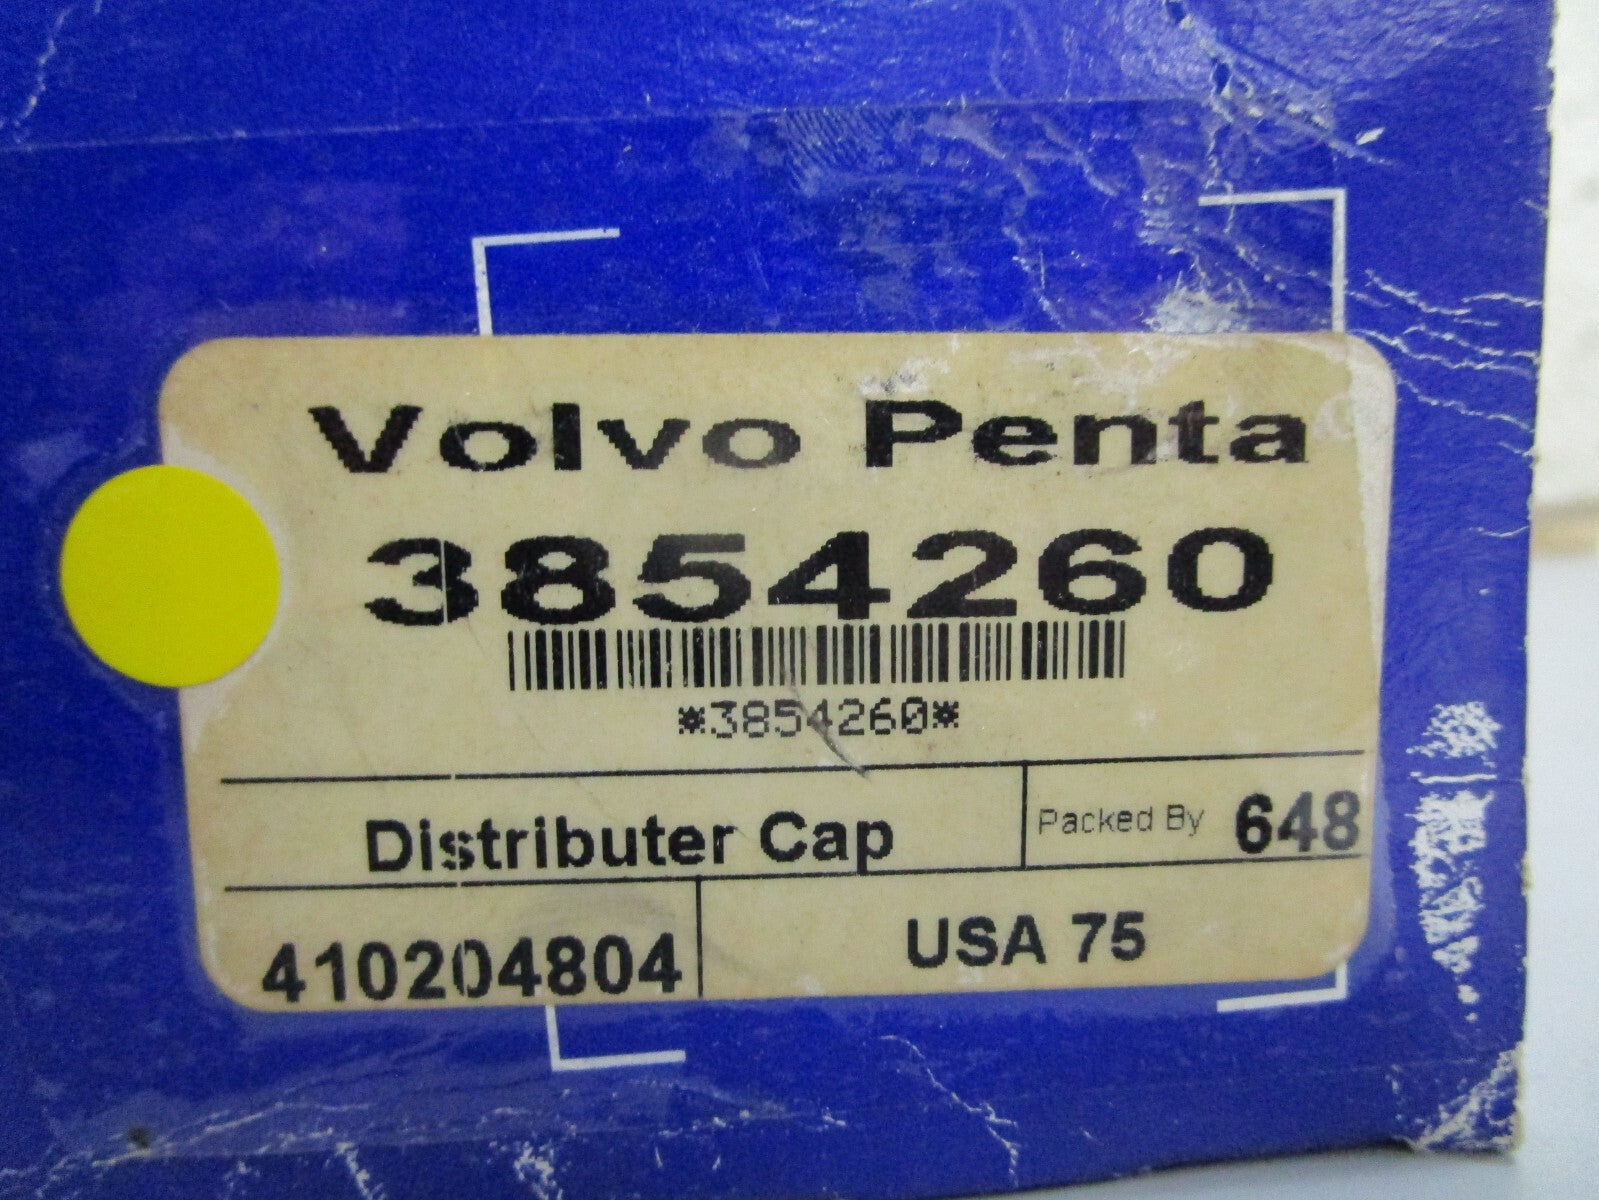 Volvo Penta
3854260
*3854260*
Distributer Cap
Packed By 648
410204804
USA 75